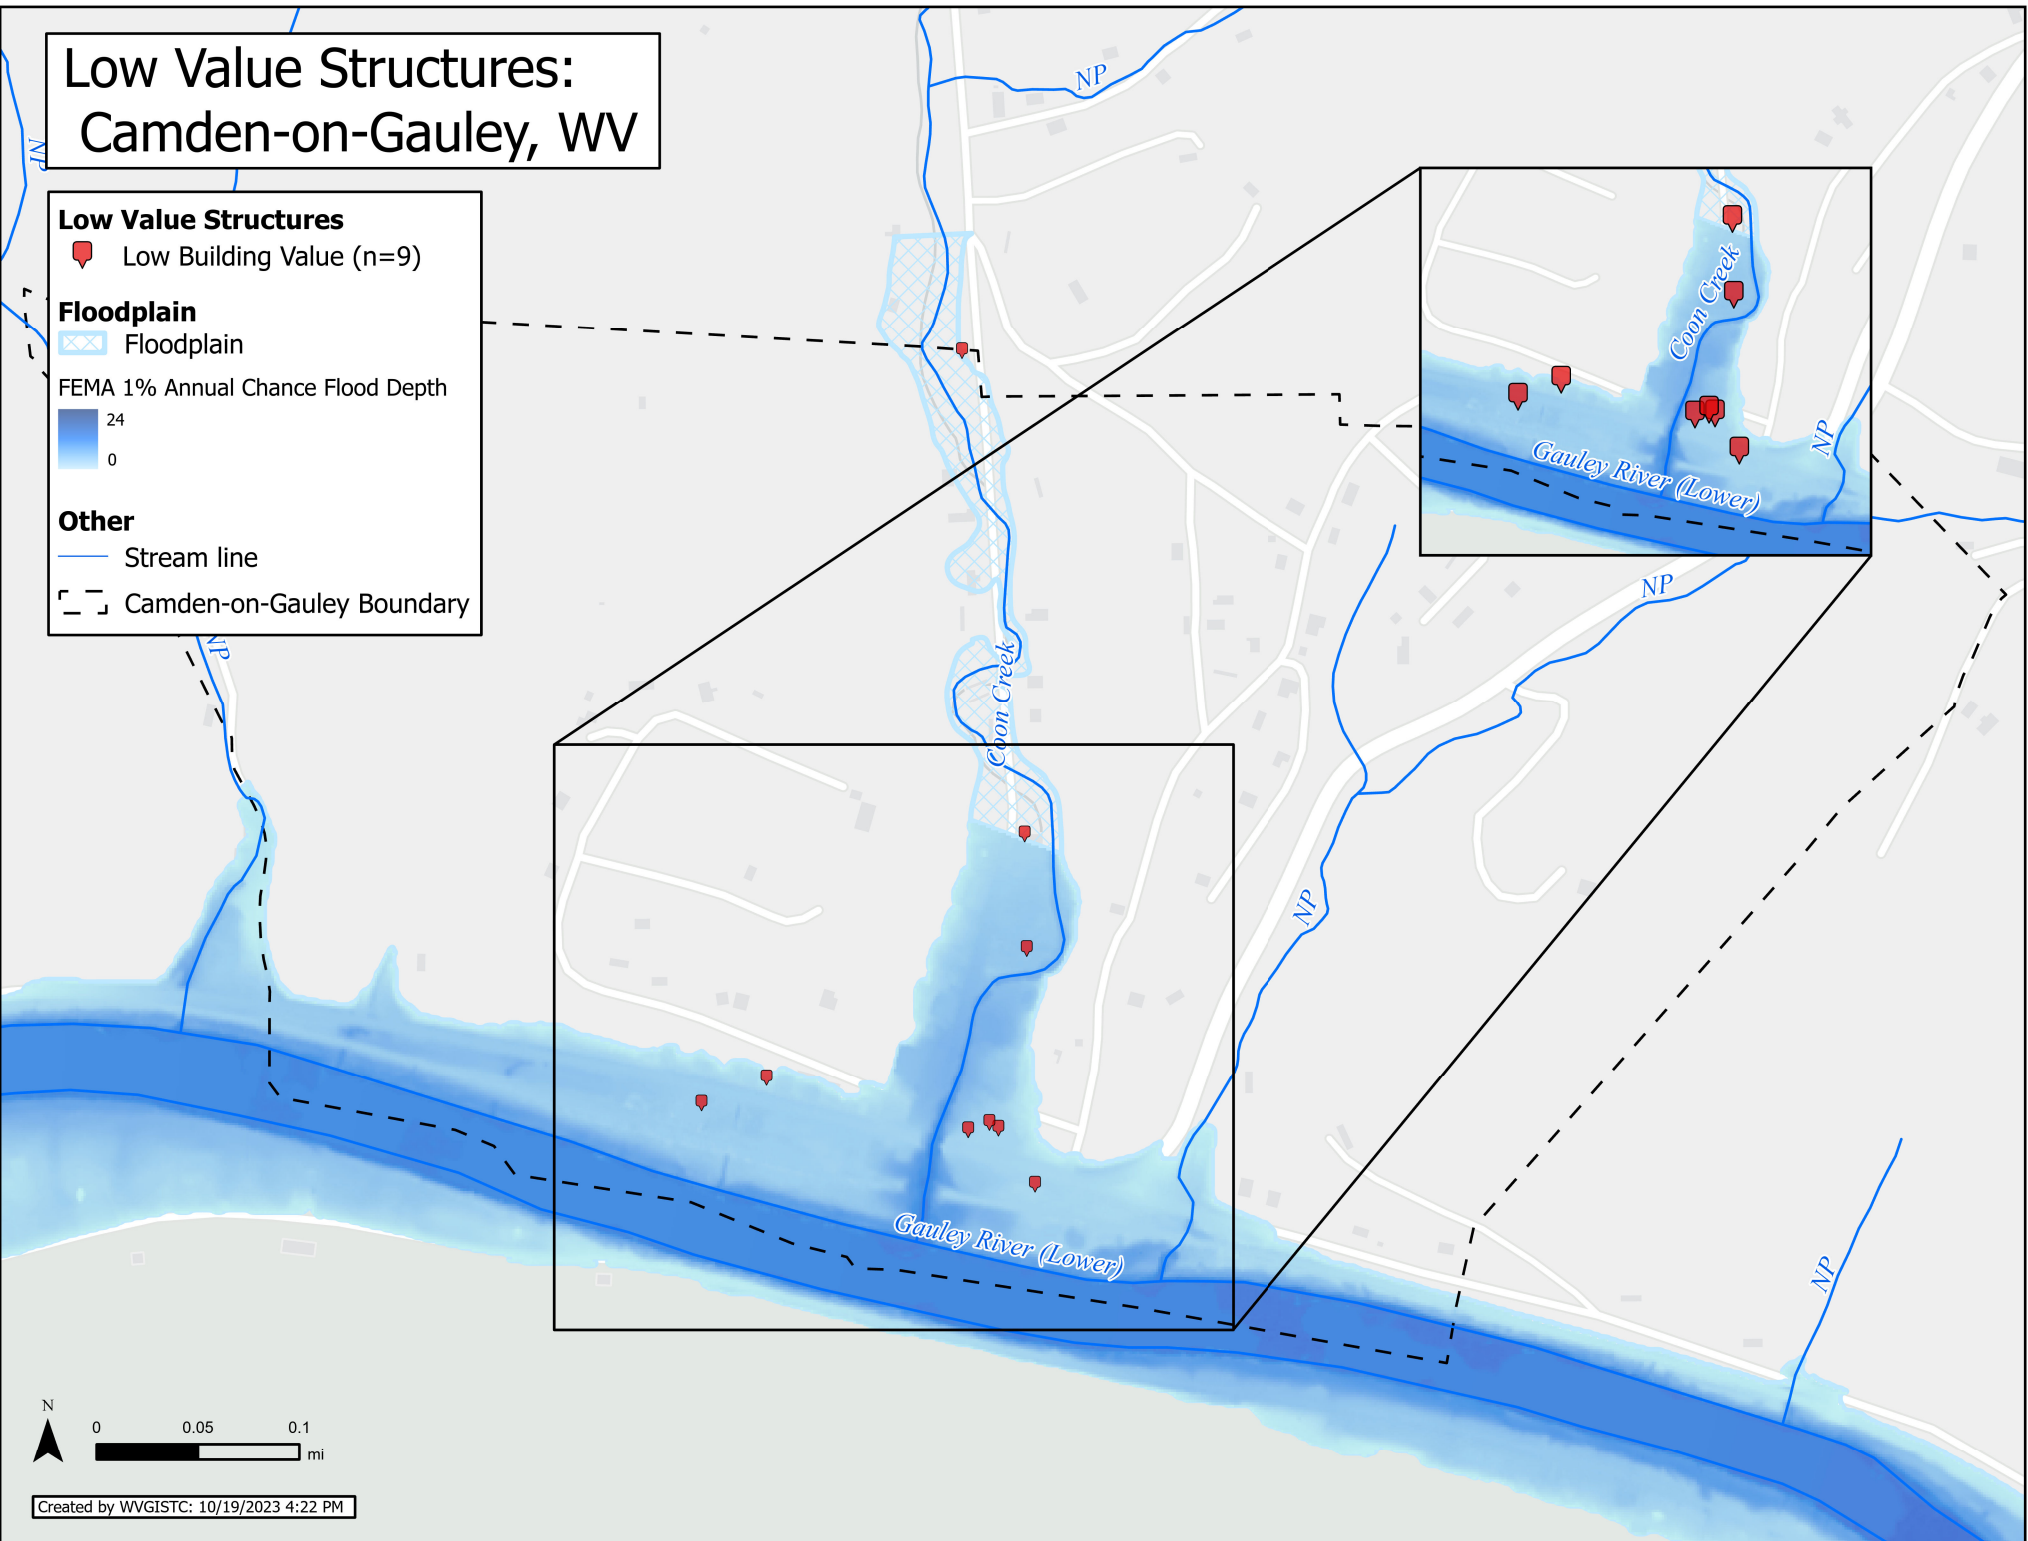 Low Value Structures:
Camden-on-Gauley, WV
Low Value Structures
Low Building Value (n=9)
Floodplain
Floodplain
FEMA 1% Annual Chance Flood Depth
24
0
Other
Stream line
Camden-on-Gauley Boundary
NP
NP
NP
Coon Creek
Gauley River (Lower)
NP
NP
NP
Coon Creek
NP
Gauley River (Lower)
NP
N
0 0.05 0.1
mi
Created by WVGISTC: 10/19/2023 4:22 PM